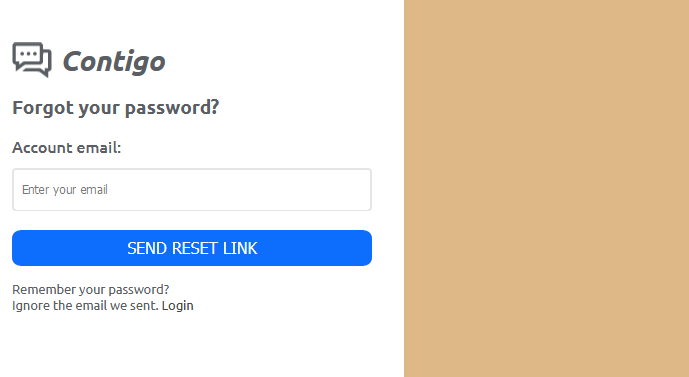 Contigo
Forgot your password?
Account email:
Enter your email
SEND RESET LINK
Remember your password?
Ignore the email we sent. Login